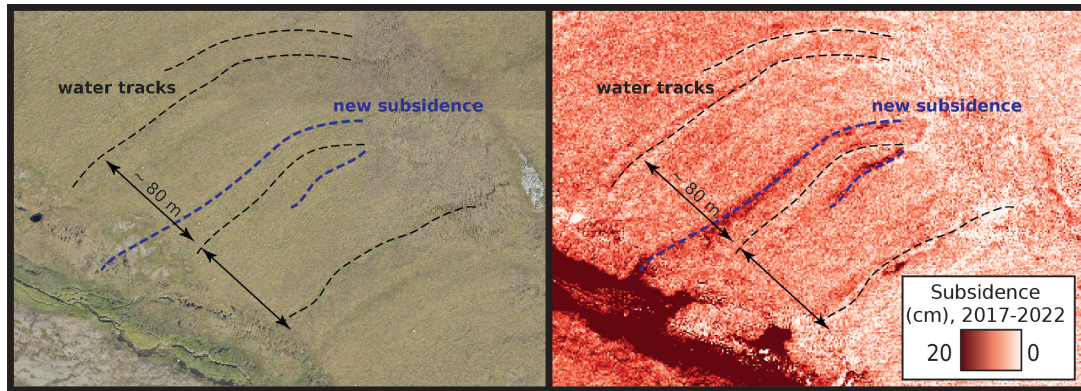 water tracks
new subsidence
~ 80 m
water tracks
new subsidence
~ 80 m
Subsidence
(cm), 2017-2022
20 0